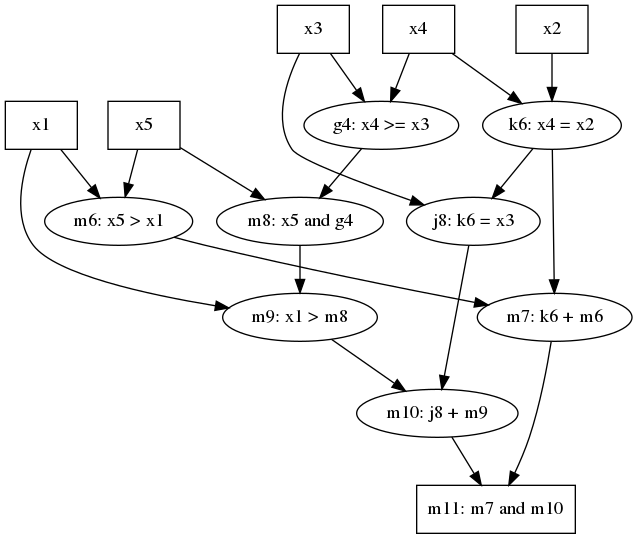 x3
x4
x2
x1
x5
g4: x4 >= x3
k6: x4 = x2
m6: x5 > x1
m8: x5 and g4
j8: k6 = x3
m9: x1 > m8
m7: k6 + m6
m10: j8 + m9
m11: m7 and m10